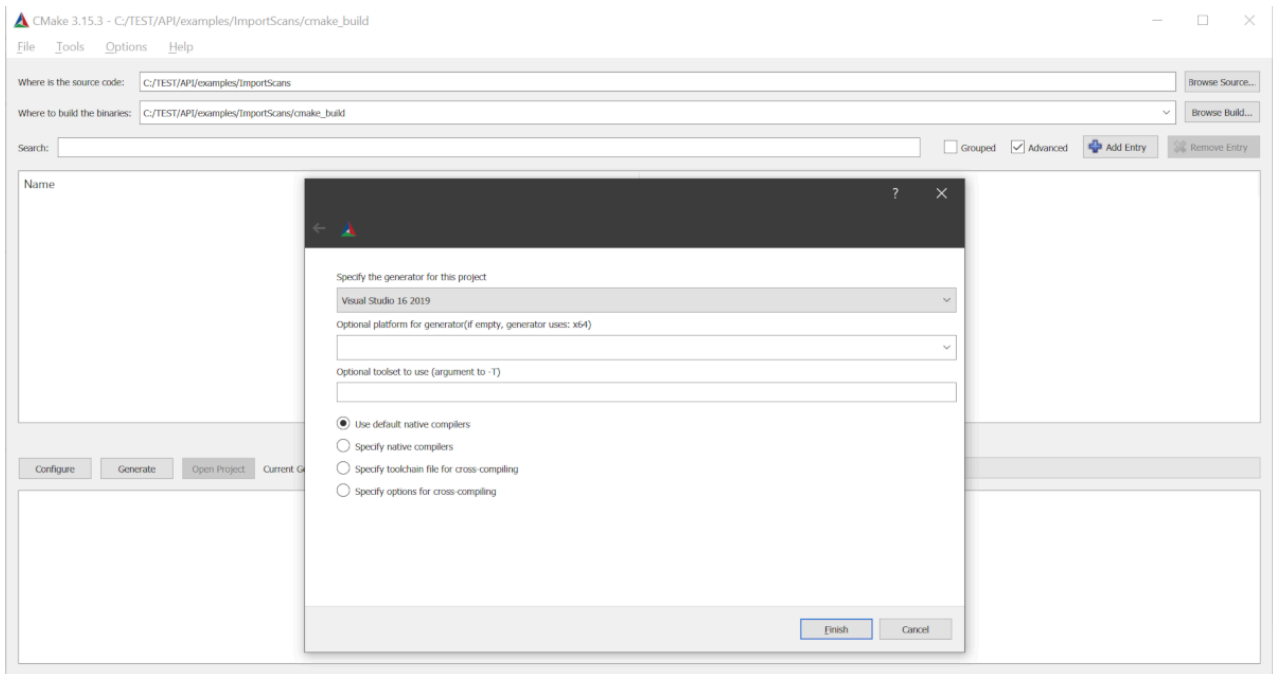 CMake 3.15.3 - C:/TEST/API/examples/ImportScans/cmake_build
File Tools Options Help
Where is the source code: C:/TEST/API/examples/ImportScans Browse Source...
Where to build the binaries: C:/TEST/API/examples/ImportScans/cmake_build Browse Build...
Search: Grouped Advanced Add Entry Remove Entry
Name
?
Specify the generator for this project
Visual Studio 16 2019
Optional platform for generator(if empty, generator uses: x64)
Optional toolset to use (argument to -T)
Use default native compilers
Specify native compilers
Specify toolchain file for cross-compiling
Specify options for cross-compiling
Configure Generate Open Project Current G
Finish Cancel